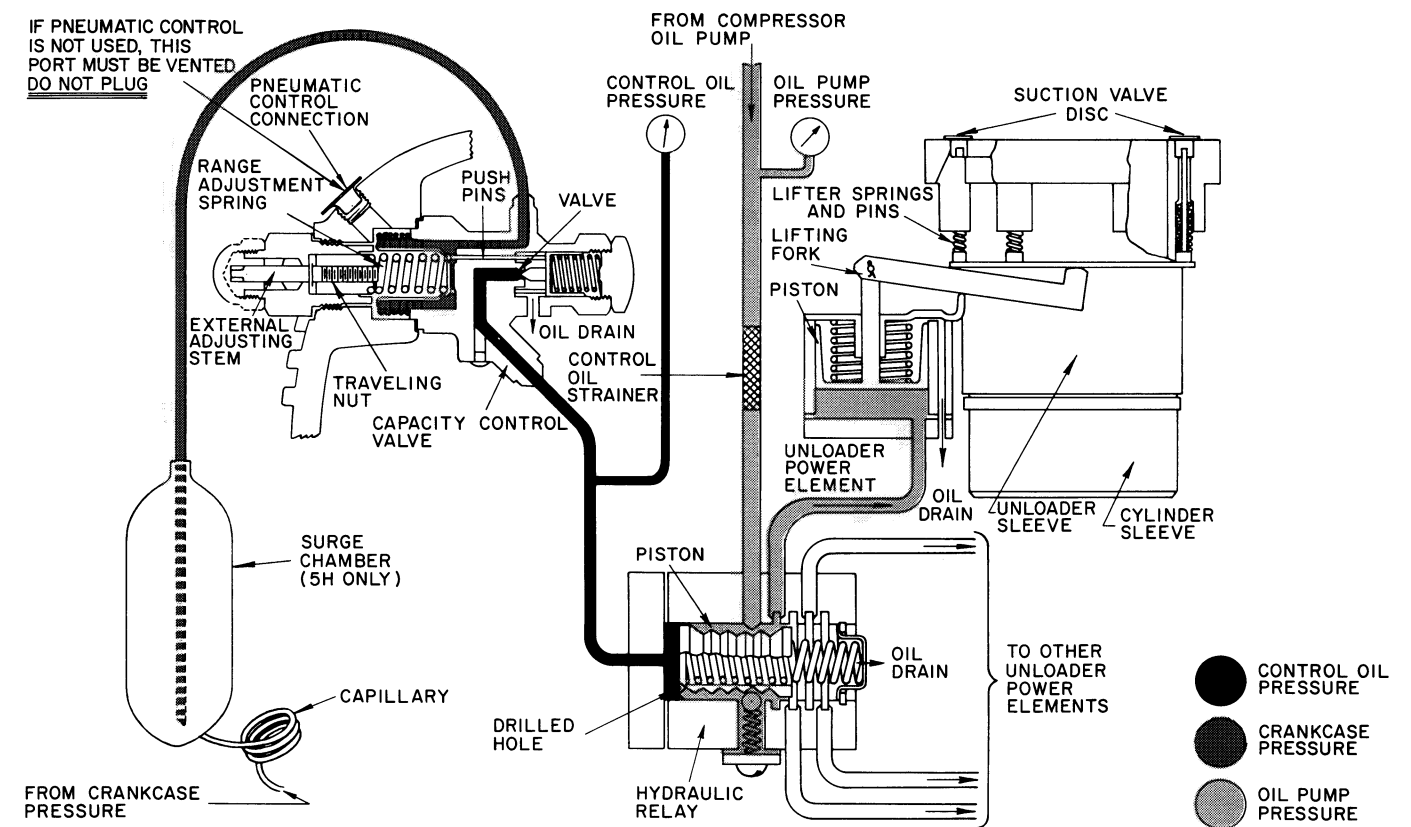 IF PNEUMATIC CONTROL
IS NOT USED, THIS
PORT MUST BE VENTED
DO NOT PLUG
PNEUMATIC
CONTROL
CONNECTION
RANGE
ADJUSTMENT
SPRING
PUSH
PINS
VALVE
EXTERNAL
ADJUSTING
STEM
TRAVELING
NUT
OIL DRAIN
CAPACITY CONTROL
VALVE
CONTROL OIL
PRESSURE
FROM COMPRESSOR
OIL PUMP
OIL PUMP
PRESSURE
CONTROL
OIL
STRAINER
SUCTION VALVE
DISC
LIFTER SPRINGS
AND PINS
LIFTING
FORK
PISTON
UNLOADER
POWER
ELEMENT
OIL
DRAIN
UNLOADER
SLEEVE
CYLINDER
SLEEVE
SURGE
CHAMBER
(5H ONLY)
CAPILLARY
FROM CRANKCASE
PRESSURE
PISTON
DRILLED
HOLE
HYDRAULIC
RELAY
OIL
DRAIN
TO OTHER
UNLOADER
POWER
ELEMENTS
CONTROL OIL
PRESSURE
CRANKCASE
PRESSURE
OIL PUMP
PRESSURE